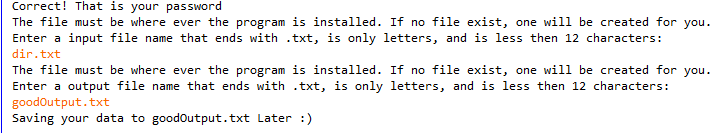 Correct! That is your password
The file must be where ever the program is installed. If no file exist, one will be created for you.
Enter a input file name that ends with .txt, is only letters, and is less then 12 characters:
dir.txt
The file must be where ever the program is installed. If no file exist, one will be created for you.
Enter a output file name that ends with .txt, is only letters, and is less then 12 characters:
goodOutput.txt
Saving your data to goodOutput.txt Later :)